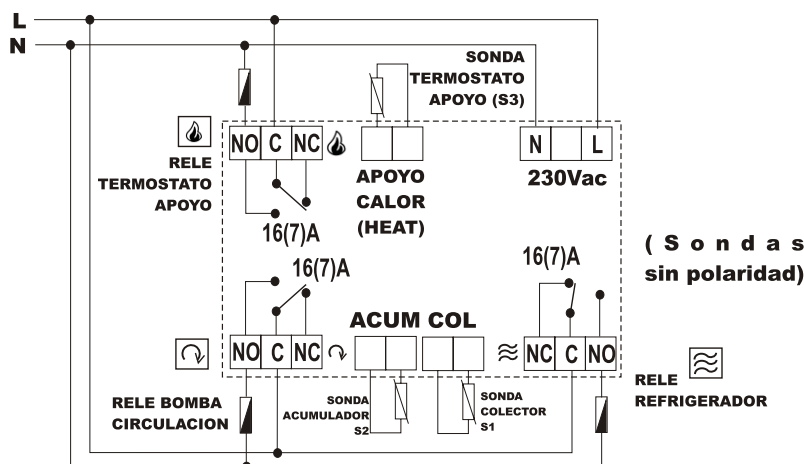 L
N
SONDA
TERMOSTATO
APOYO (S3)
NO C NC
N L
RELE
TERMOSTATO
APOYO
APOYO
CALOR
(HEAT)
230Vac
16(7)A
(Sondas
sin polaridad)
16(7)A
16(7)A
ACUM COL
NO C NC
NC C NO
RELE BOMBA
CIRCULACION
SONDA
ACUMULADOR
S2
SONDA
COLECTOR
S1
RELE
REFRIGERADOR